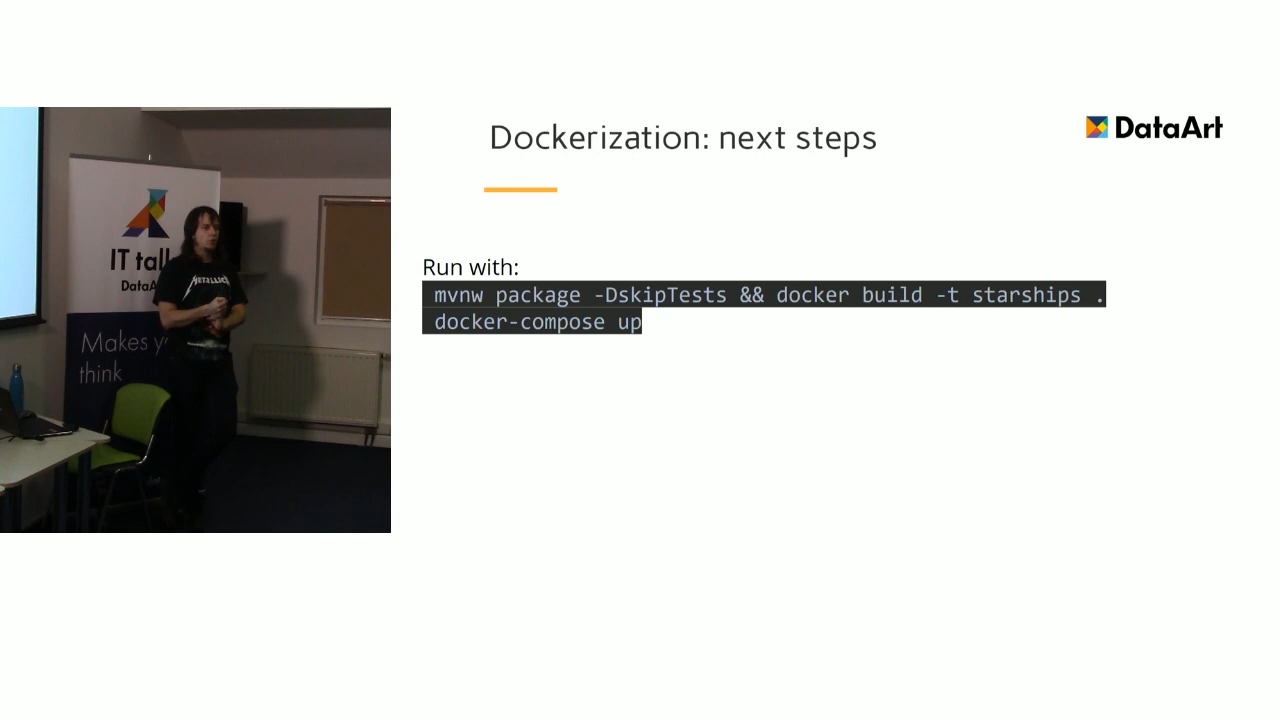 Dockerization: next steps
DataArt
Run with:
mvnw package -DskipTests && docker build -t starships .
docker-compose up
IT tal
DataA
METALLICA
Makes y
think